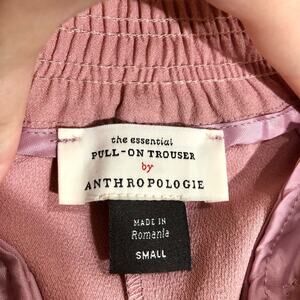 the essential
PULL-ON TROUSER
by
ANTHROPOLOGIE
MADE IN
Romania
SMALL